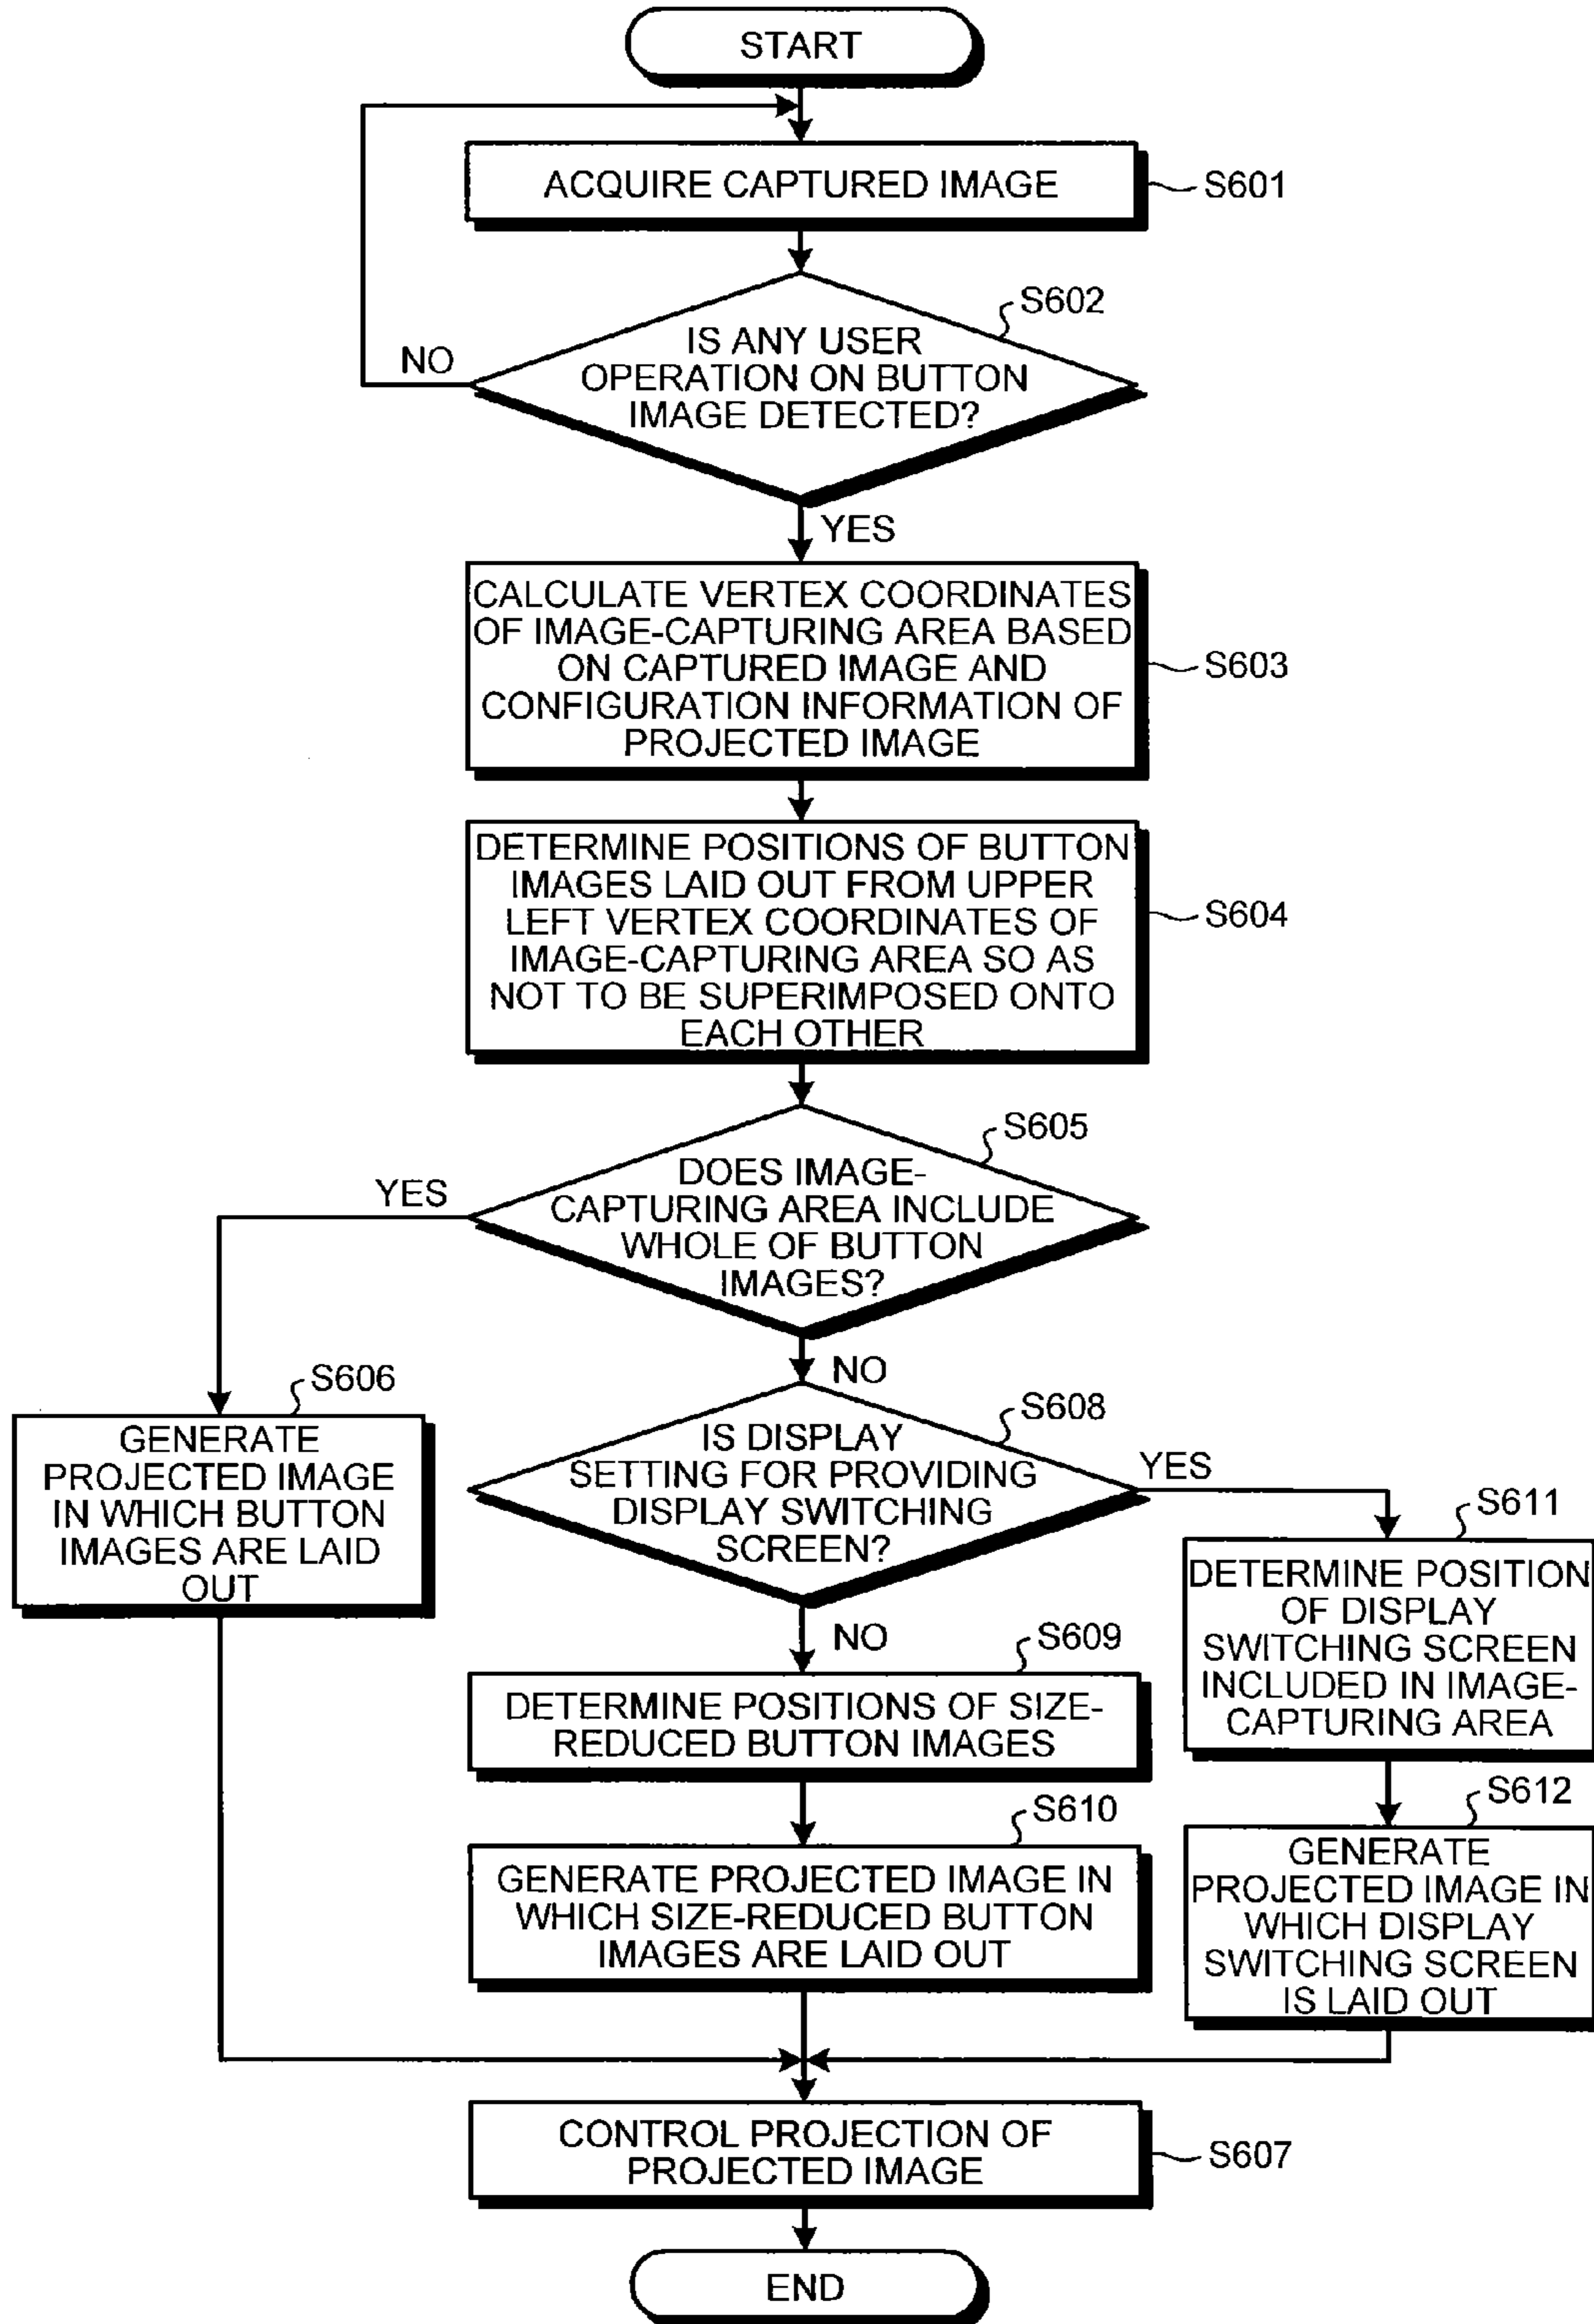 START
ACQUIRE CAPTURED IMAGE
S601
S602
IS ANY USER
OPERATION ON BUTTON
IMAGE DETECTED?
NO
YES
CALCULATE VERTEX COORDINATES
OF IMAGE-CAPTURING AREA BASED
ON CAPTURED IMAGE AND
CONFIGURATION INFORMATION OF
PROJECTED IMAGE
S603
DETERMINE POSITIONS OF BUTTON
IMAGES LAID OUT FROM UPPER
LEFT VERTEX COORDINATES OF
IMAGE-CAPTURING AREA SO AS
NOT TO BE SUPERIMPOSED ONTO
EACH OTHER
S604
S605
DOES IMAGE-
CAPTURING AREA INCLUDE
WHOLE OF BUTTON
IMAGES?
YES
NO
S606
GENERATE
PROJECTED IMAGE
IN WHICH BUTTON
IMAGES ARE LAID
OUT
S608
IS DISPLAY
SETTING FOR PROVIDING
DISPLAY SWITCHING
SCREEN?
YES
NO
S609
DETERMINE POSITIONS OF SIZE-
REDUCED BUTTON IMAGES
S610
GENERATE PROJECTED IMAGE IN
WHICH SIZE-REDUCED BUTTON
IMAGES ARE LAID OUT
S611
DETERMINE POSITION
OF DISPLAY
SWITCHING SCREEN
INCLUDED IN IMAGE-
CAPTURING AREA
S612
GENERATE
PROJECTED IMAGE IN
WHICH DISPLAY
SWITCHING SCREEN
IS LAID OUT
CONTROL PROJECTION OF
PROJECTED IMAGE
S607
END